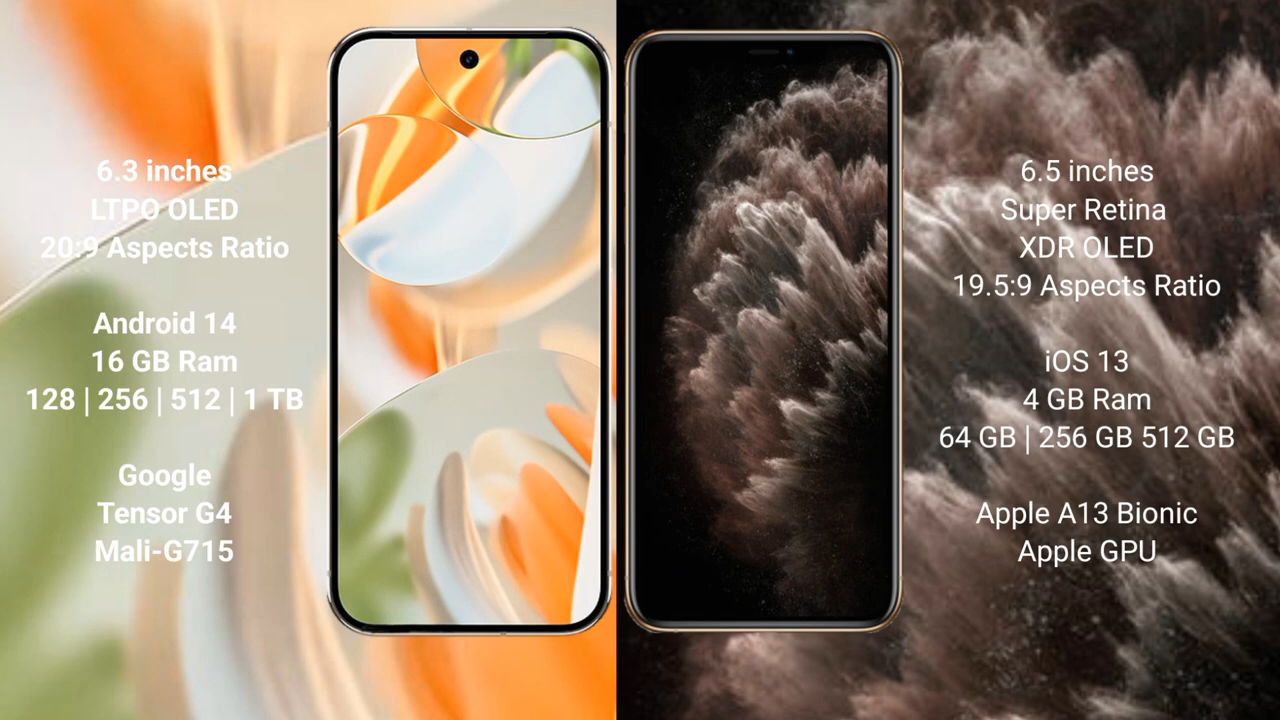 6.3 inches
LTPO OLED
20:9 Aspects Ratio
Android 14
16 GB Ram
128 | 256 | 512 | 1 TB
Google
Tensor G4
Mali-G715
6.5 inches
Super Retina
XDR OLED
19.5:9 Aspects Ratio
iOS 13
4 GB Ram
64 GB | 256 GB 512 GB
Apple A13 Bionic
Apple GPU